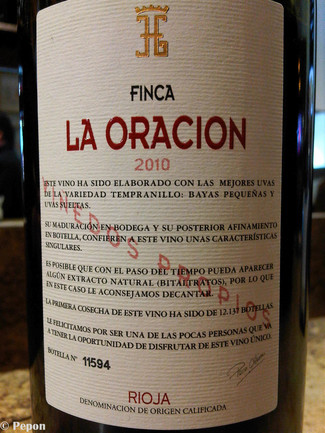 FINCA
LA ORACION
2010
ESTE VINO HA SIDO ELABORADO CON LAS MEJORES UVAS
DE LA VARIEDAD TEMPRANILLO: BAYAS PEQUEÑAS Y
UVAS SUELTAS.
VIÑEDOS PROPIOS
SU MADURACIÓN EN BODEGA Y SU POSTERIOR AFINAMIENTO
EN BOTELLA, CONFIEREN A ESTE VINO UNAS CARACTERÍSTICAS
SINGULARES.
ES POSIBLE QUE CON EL PASO DEL TIEMPO PUEDA APARECER
ALGÚN EXTRACTO NATURAL (BITALTRATOS), POR LO QUE
EN ESTE CASO LE ACONSEJAMOS DECANTAR.
LA PRIMERA COSECHA DE ESTE VINO HA SIDO DE 12.137 BOTELLAS.
LE FELICITAMOS POR SER UNA DE LAS POCAS PERSONAS QUE VA
A TENER LA OPORTUNIDAD DE DISFRUTAR DE ESTE VINO ÚNICO.
BOTELLA Nº 11594
RIOJA
DENOMINACIÓN DE ORIGEN CALIFICADA
© Pepon